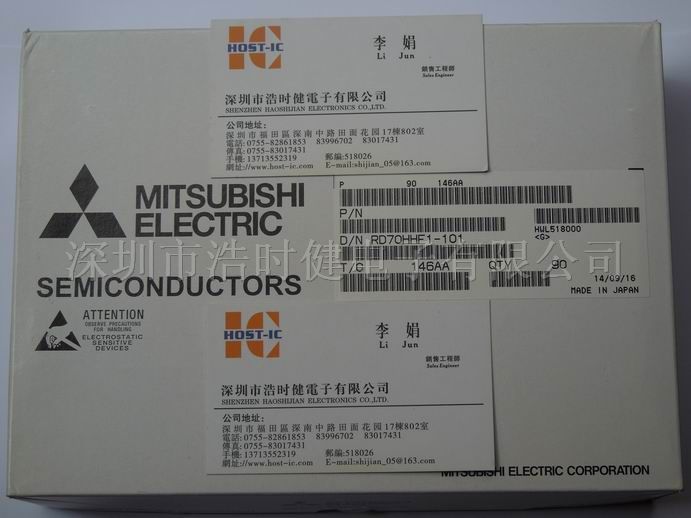 IC
HOST-IC
李 娟
Li Jun
銷售工程師
Sales Engineer
深圳市浩时健電子有限公司
SHENZHEN HAOSHIJIAN ELECTRONICS CO.,LTD.
公司地址:
深圳市福田區深南中路田面花园17棟802室
電話:0755-82861853 83996702 83017431
傳真:0755-83017431
手機:13713552319 郵編:518026
網址://www.host-ic.com E-mail:shijian_05@163.com
MITSUBISHI
ELECTRIC
SEMICONDUCTORS
P 90 146AA
P/N
HWL518000
<G>
D/N RD70HHF1-101
T/C 146AA QTY 90
14/09/16
MADE IN JAPAN
深圳市浩时健电子有限公司
ATTENTION
OBSERVE PRECAUTIONS
FOR HANDLING
ELECTROSTATIC
SENSITIVE
DEVICES
IC
HOST-IC
李 娟
Li Jun
銷售工程師
Sales Engineer
深圳市浩时健電子有限公司
SHENZHEN HAOSHIJIAN ELECTRONICS CO.,LTD.
公司地址:
深圳市福田區深南中路田面花园17棟802室
電話:0755-82861853 83996702 83017431
傳真:0755-83017431
手機:13713552319 郵編:518026
網址://www.host-ic.com E-mail:shijian_05@163.com
MITSUBISHI ELECTRIC CORPORATION